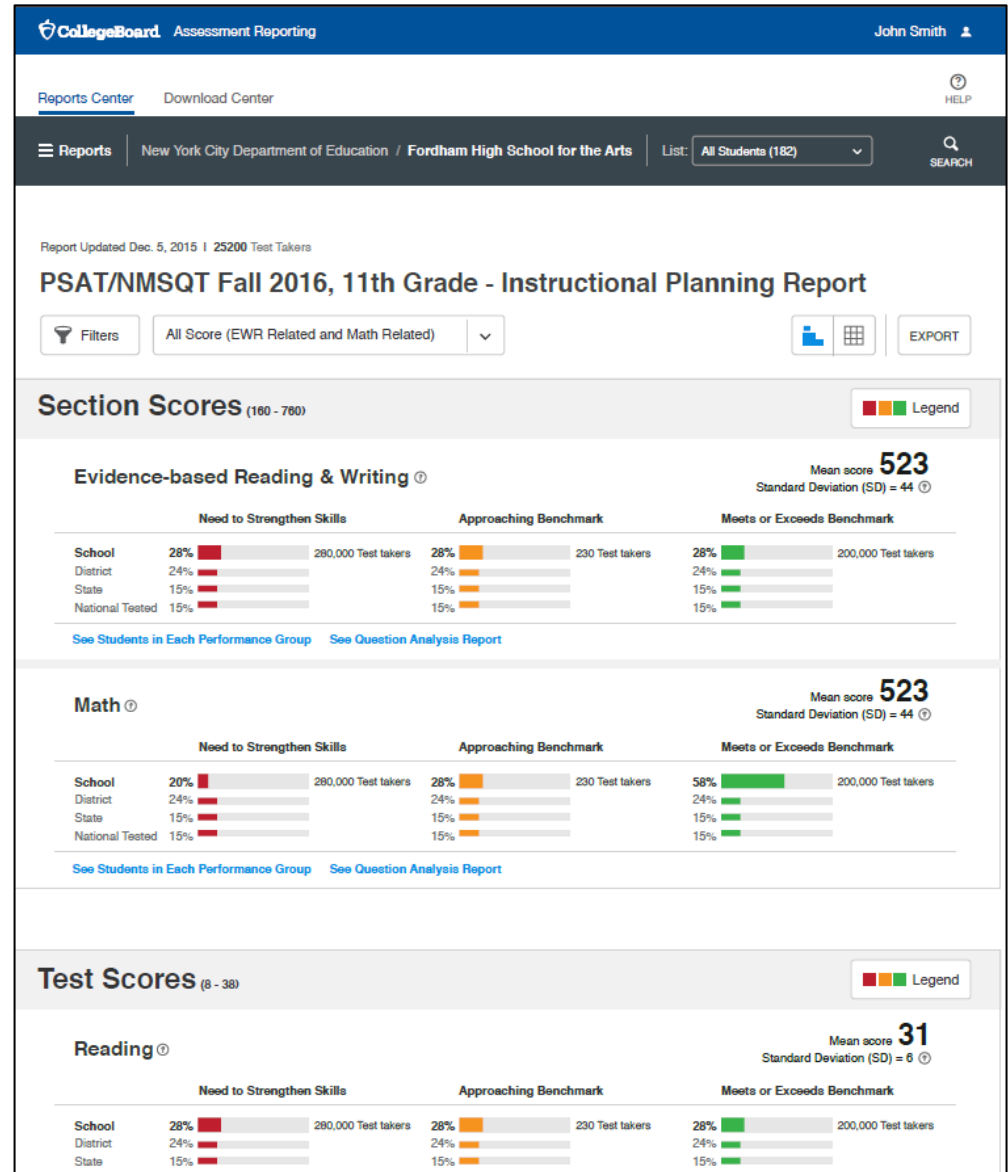 CollegeBoard Assessment Reporting John Smith
Reports Center Download Center HELP
Reports New York City Department of Education / Fordham High School for the Arts List: All Students (182) SEARCH
Report Updated Dec. 5, 2015 I 25200 Test Takers
PSAT/NMSQT Fall 2016, 11th Grade - Instructional Planning Report
Filters All Score (EWR Related and Math Related) EXPORT
Section Scores (160 - 760) Legend
Evidence-based Reading & Writing ? Mean score 523
Standard Deviation (SD) = 44 ?
Need to Strengthen Skills Approaching Benchmark Meets or Exceeds Benchmark
School 28% 280,000 Test takers 28% 230 Test takers 28% 200,000 Test takers
District 24% 24% 24%
State 15% 15% 15%
National Tested 15% 15% 15%
See Students in Each Performance Group See Question Analysis Report
Math ? Mean score 523
Standard Deviation (SD) = 44 ?
Need to Strengthen Skills Approaching Benchmark Meets or Exceeds Benchmark
School 20% 280,000 Test takers 28% 230 Test takers 58% 200,000 Test takers
District 24% 24% 24%
State 15% 15% 15%
National Tested 15% 15% 15%
See Students in Each Performance Group See Question Analysis Report
Test Scores (8 - 38) Legend
Reading ? Mean score 31
Standard Deviation (SD) = 6 ?
Need to Strengthen Skills Approaching Benchmark Meets or Exceeds Benchmark
School 28% 280,000 Test takers 28% 230 Test takers 28% 200,000 Test takers
District 24% 24% 24%
State 15% 15% 15%